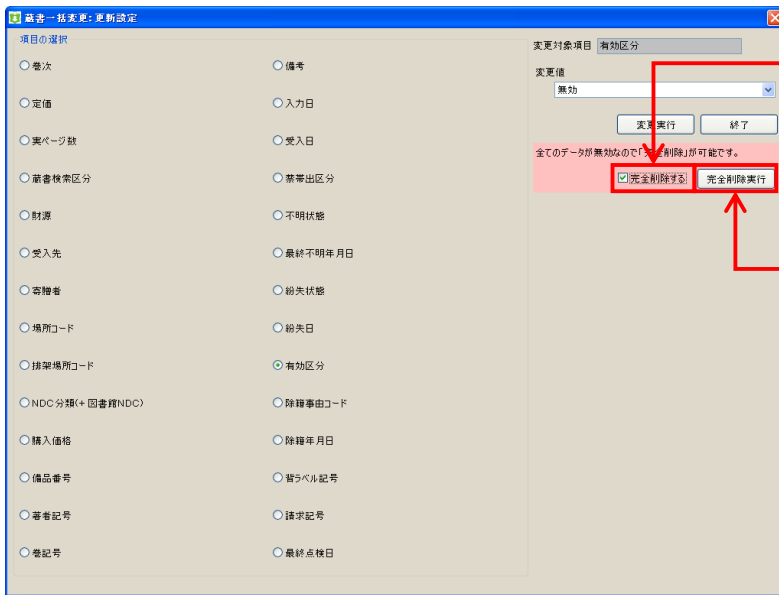 蔵書一括変更:更新設定
項目の選択
巻次
定価
実ページ数
蔵書検索区分
財源
受入先
寄贈者
場所コード
排架場所コード
NDC分類(+図書館NDC)
購入価格
備品番号
著者記号
巻記号
備考
入力日
受入日
禁帯出区分
不明状態
最終不明年月日
紛失状態
紛失日
有効区分
除籍事由コード
除籍年月日
背ラベル記号
請求記号
最終点検日
変更対象項目 有効区分
変更値
無効
変更実行 終了
全てのデータが無効なので「完全削除」が可能です。
完全削除する 完全削除実行